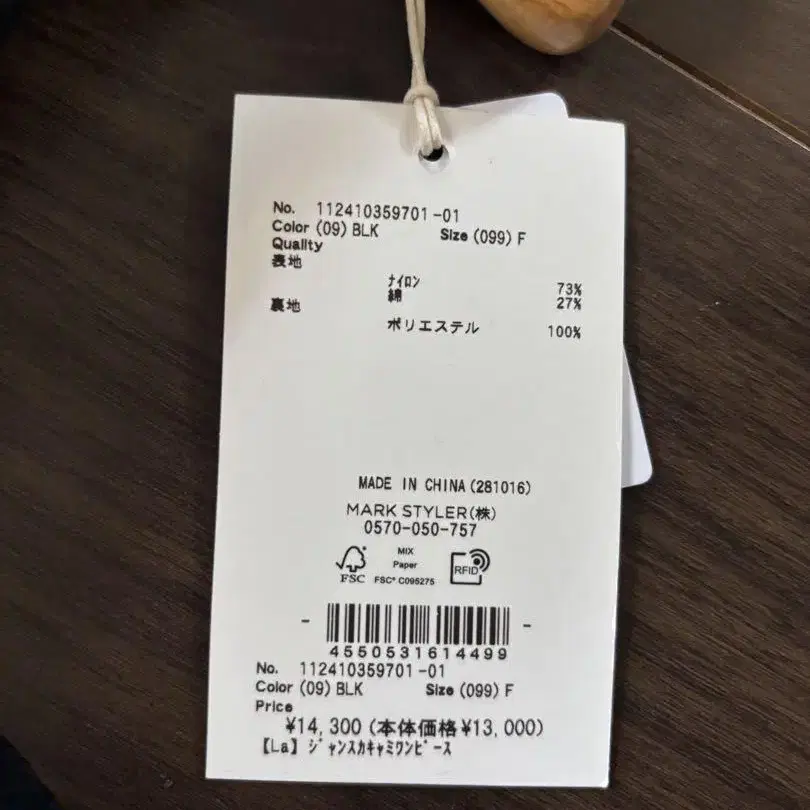 No. 112410359701-01
Color (09) BLK Size (099) F
Quality
表地
ﾅｲﾛﾝ 73%
綿 27%
裏地
ポリエステル 100%
MADE IN CHINA(281016)
MARK STYLER(株)
0570-050-757
FSC
MIX
Paper
FSC® C095275
RFID
- -
4550531614499
No. 112410359701-01
Color (09) BLK Size (099) F
Price
¥14,300(本体価格¥13,000)
【La】ｼﾞｬﾝｽｶｷｬﾐﾜﾝﾋﾟｰｽ